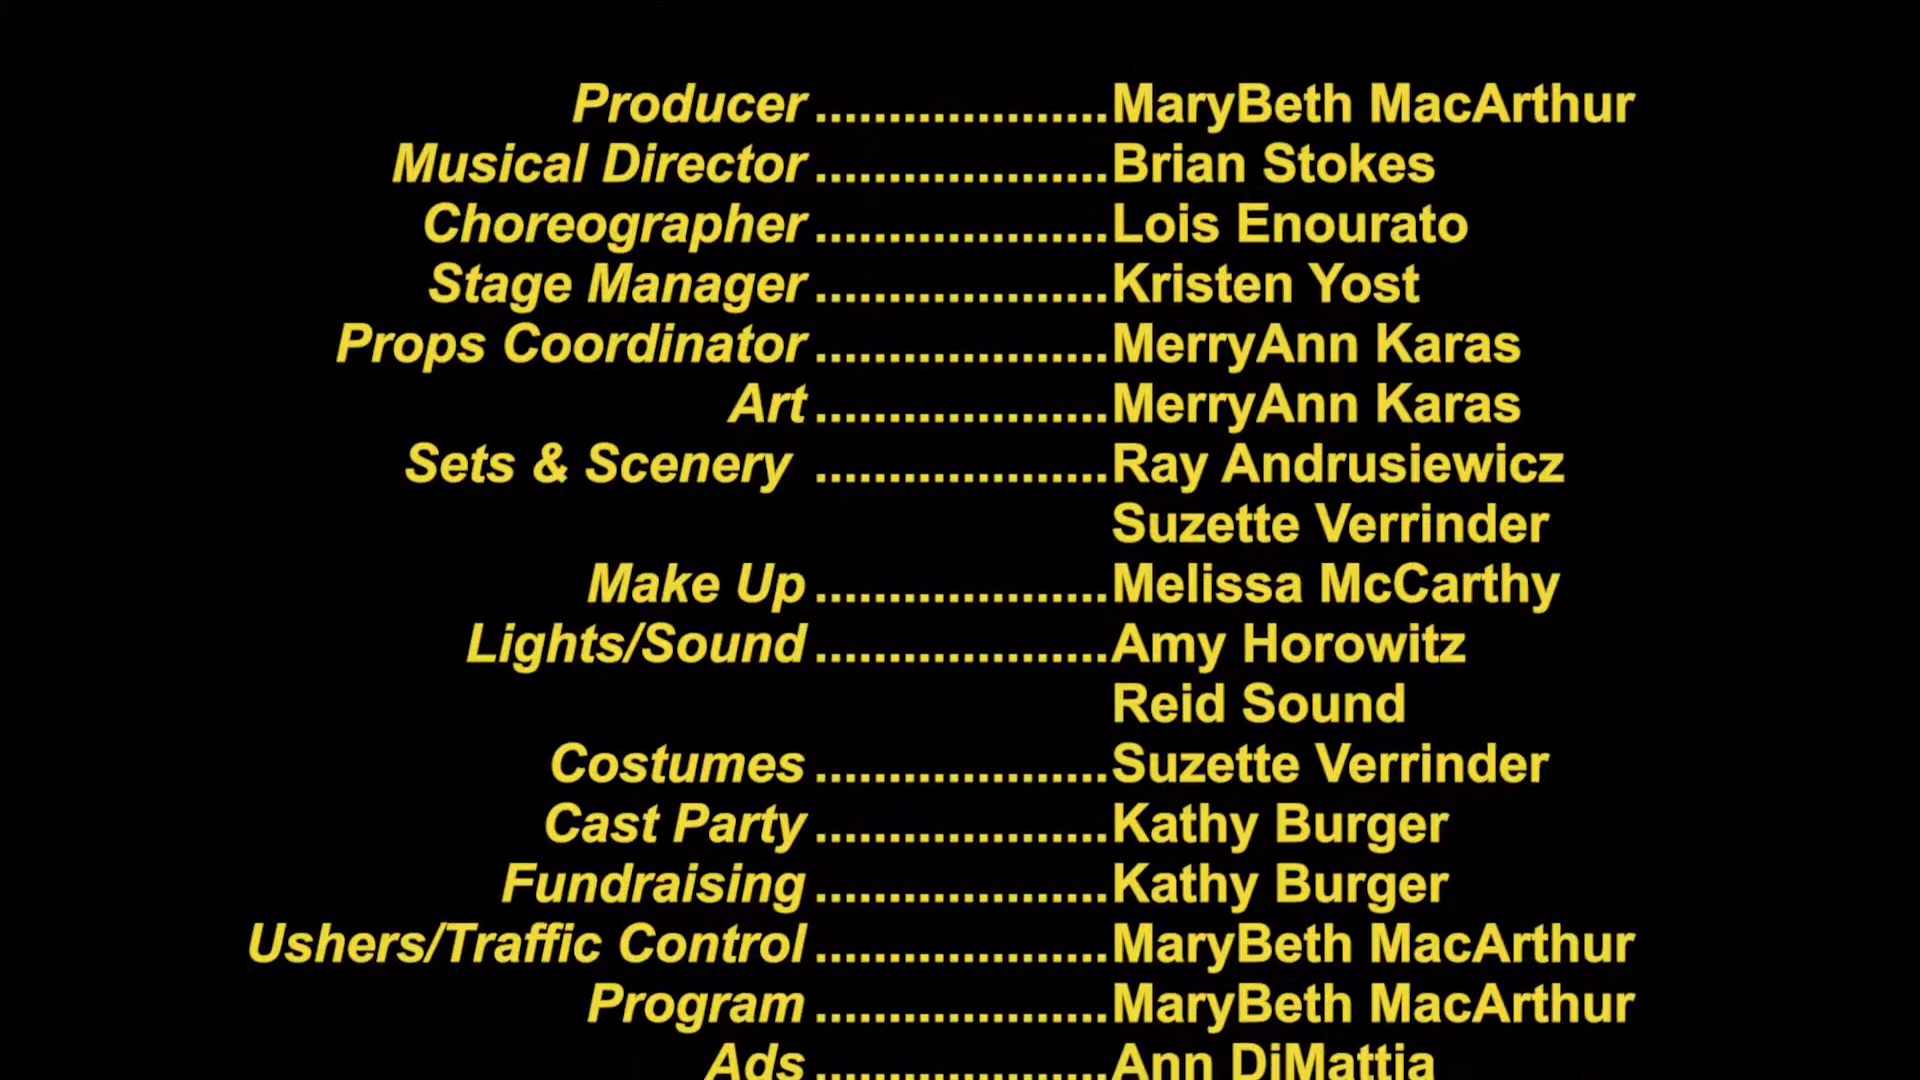 Producer ....................MaryBeth MacArthur
Musical Director ....................Brian Stokes
Choreographer ....................Lois Enourato
Stage Manager ....................Kristen Yost
Props Coordinator ....................MerryAnn Karas
Art ....................MerryAnn Karas
Sets & Scenery ....................Ray Andrusiewicz
Suzette Verrinder
Make Up ....................Melissa McCarthy
Lights/Sound ....................Amy Horowitz
Reid Sound
Costumes ....................Suzette Verrinder
Cast Party ....................Kathy Burger
Fundraising ....................Kathy Burger
Ushers/Traffic Control ....................MaryBeth MacArthur
Program ....................MaryBeth MacArthur
Ads ....................Ann DiMattia